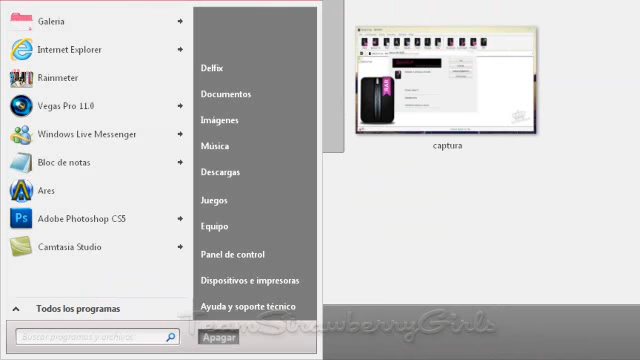 Galeria
Internet Explorer
Rainmeter
Vegas Pro 11.0
Windows Live Messenger
Bloc de notas
Ares
Ps Adobe Photoshop CS5
Camtasia Studio
Todos los programas
Buscar programas y archivos
Delfix
Documentos
Imágenes
Música
Descargas
Juegos
Equipo
Panel de control
Dispositivos e impresoras
Ayuda y soporte técnico
Apagar
captura
TeamStrawberryGirls